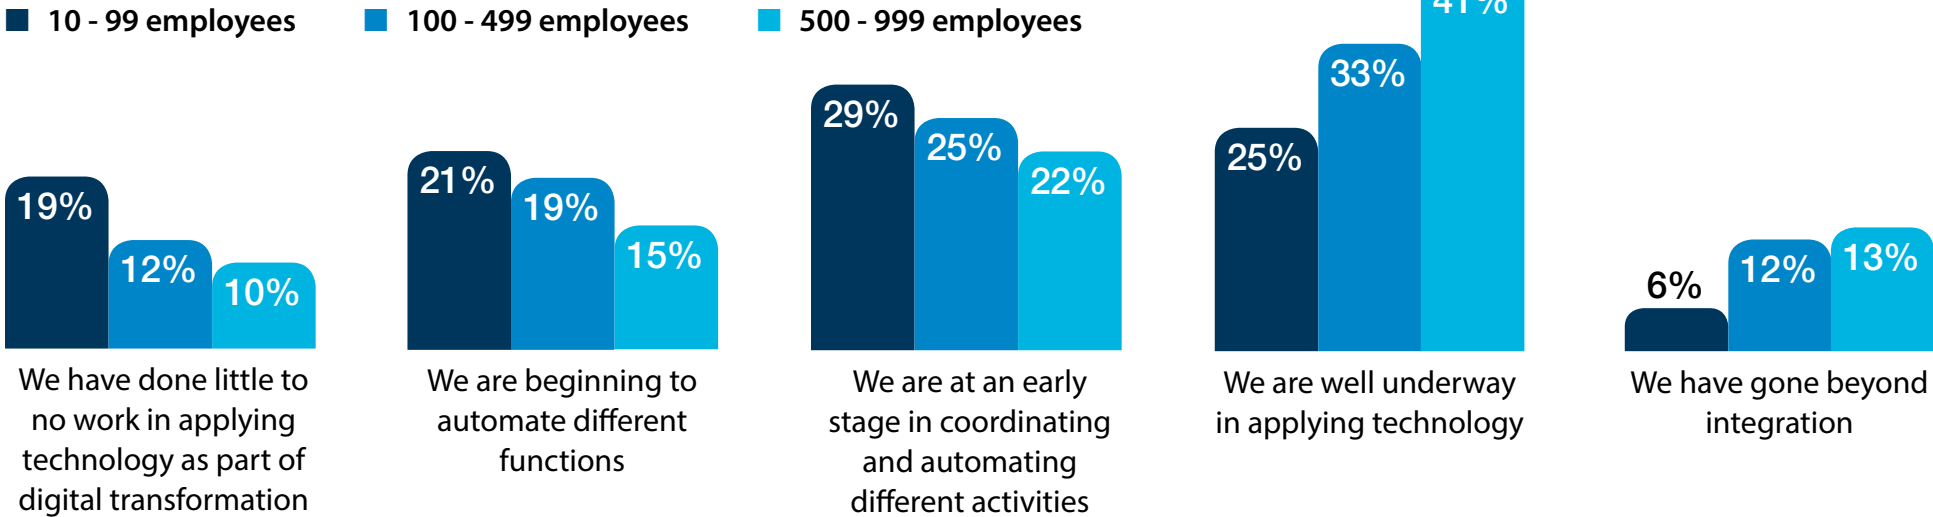 10 - 99 employees
100 - 499 employees
500 - 999 employees
19%
12%
10%
We have done little to
no work in applying
technology as part of
digital transformation
21%
19%
15%
We are beginning to
automate different
functions
29%
25%
22%
We are at an early
stage in coordinating
and automating
different activities
25%
33%
41%
We are well underway
in applying technology
6%
12%
13%
We have gone beyond
integration